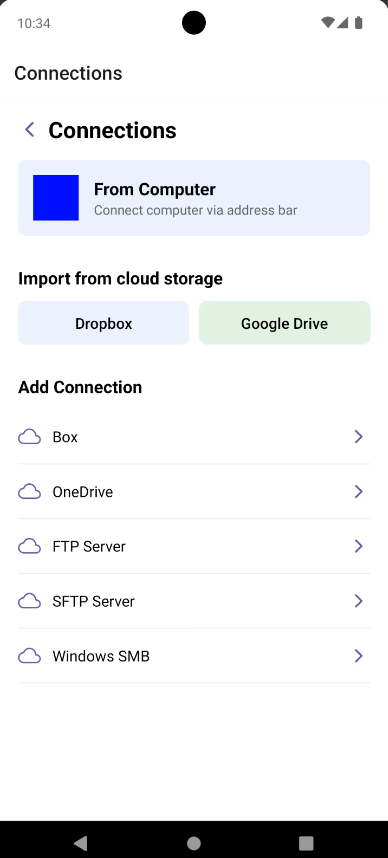 10:34
Connections
Connections
From Computer
Connect computer via address bar
Import from cloud storage
Dropbox
Google Drive
Add Connection
Box
OneDrive
FTP Server
SFTP Server
Windows SMB